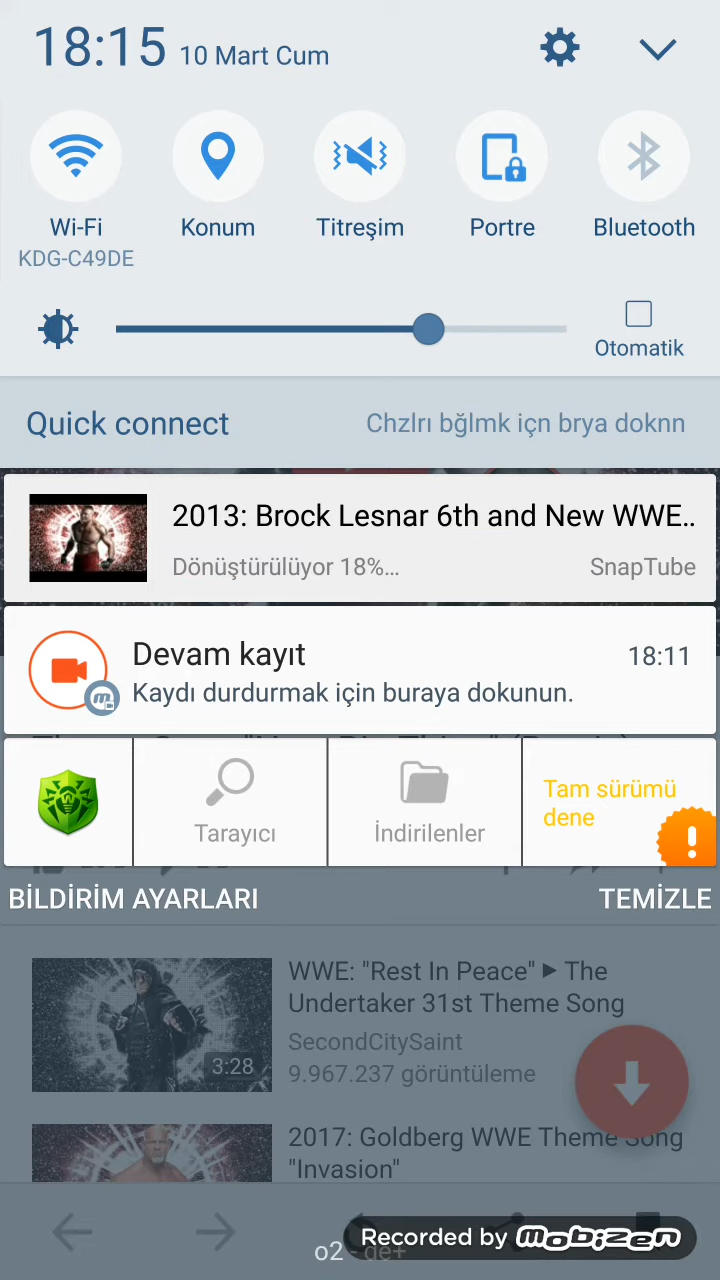 18:15 10 Mart Cum
Wi-Fi
KDG-C49DE
Konum
Titreşim
Portre
Bluetooth
Otomatik
Quick connect
Chzlrı bğlmk içn brya doknn
2013: Brock Lesnar 6th and New WWE..
Dönüştürülüyor 18%...
SnapTube
Devam kayıt
18:11
Kaydı durdurmak için buraya dokunun.
Tarayıcı
İndirilenler
Tam sürümü
dene
BİLDİRİM AYARLARI
TEMİZLE
WWE: "Rest In Peace" ► The
Undertaker 31st Theme Song
SecondCitySaint
3:28
9.967.237 görüntüleme
2017: Goldberg WWE Theme Song
"Invasion"
o2 - de+
Recorded by mobizen